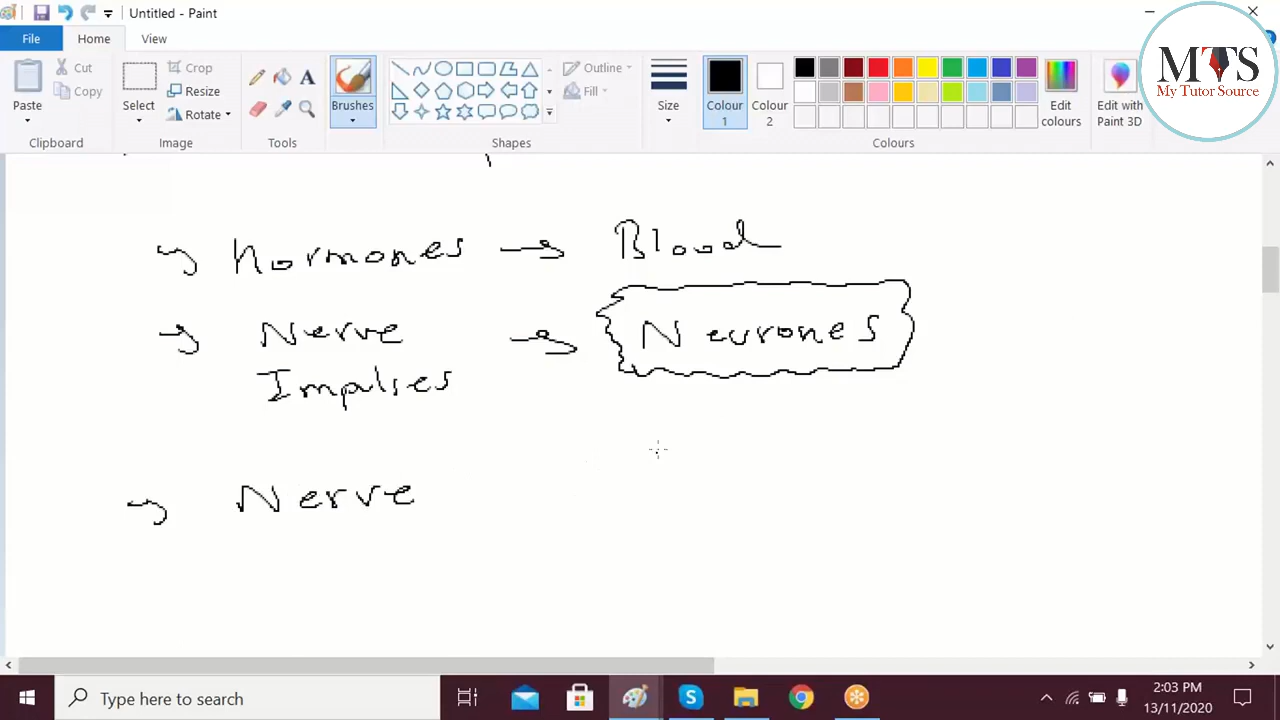 Untitled - Paint
File Home View
Paste
Cut
Copy
Clipboard
Select
Crop
Resize
Rotate
Image
Tools
Brushes
Shapes
Outline
Fill
Size
Colour 1
Colour 2
Edit colours
Colours
Edit with Paint 3D
MTS
My Tutor Source
Hormones → Blood
Nerve → Neurones
Impulses
→ Nerve
Type here to search
2:03 PM
13/11/2020